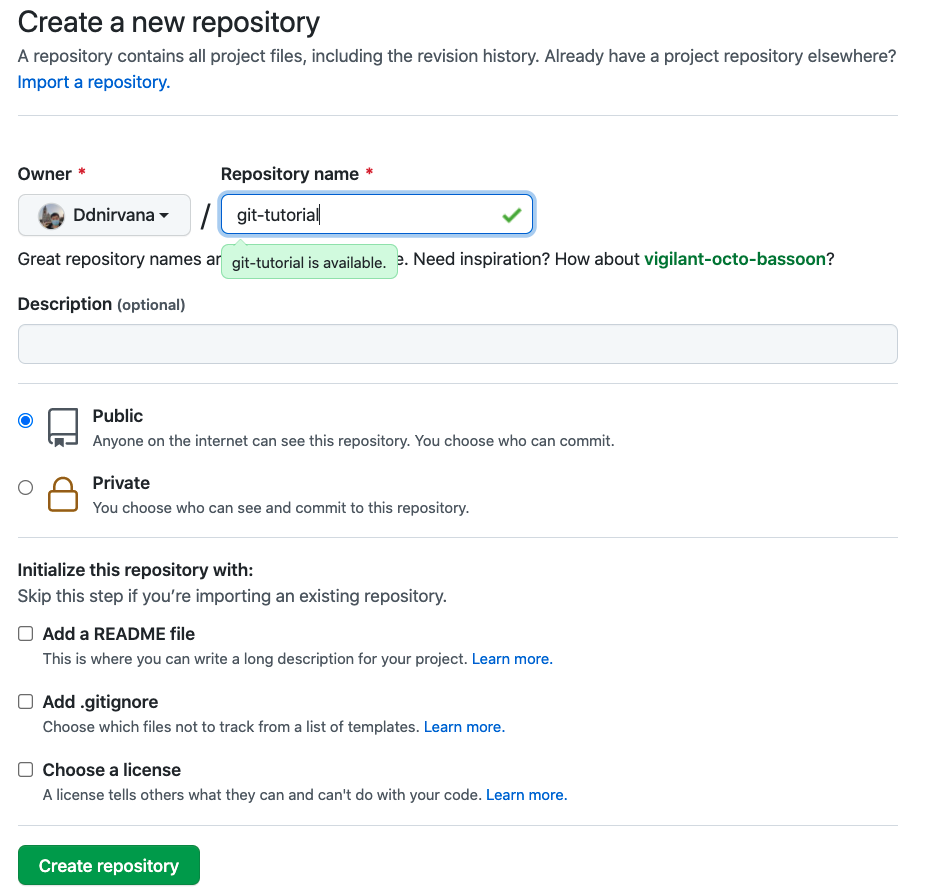 Create a new repository
A repository contains all project files, including the revision history. Already have a project repository elsewhere?
Import a repository.
Owner * Repository name *
Ddnirvana / git-tutorial
Great repository names ar e. Need inspiration? How about vigilant-octo-bassoon?
git-tutorial is available.
Description (optional)
Public
Anyone on the internet can see this repository. You choose who can commit.
Private
You choose who can see and commit to this repository.
Initialize this repository with:
Skip this step if you’re importing an existing repository.
Add a README file
This is where you can write a long description for your project. Learn more.
Add .gitignore
Choose which files not to track from a list of templates. Learn more.
Choose a license
A license tells others what they can and can't do with your code. Learn more.
Create repository